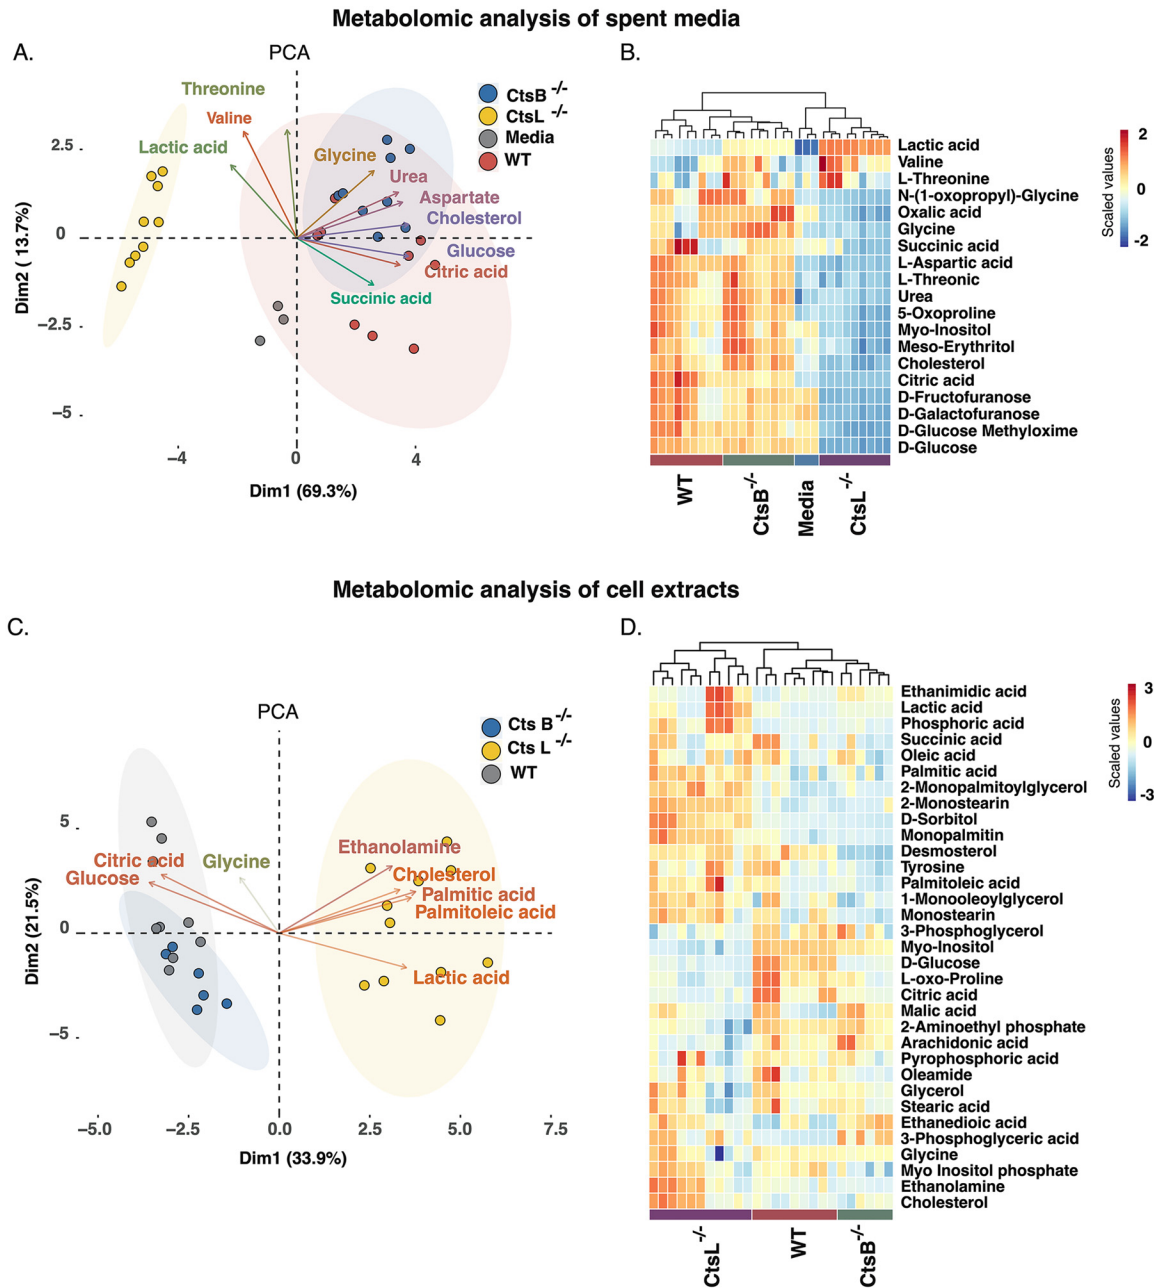 Metabolomic analysis of spent media
A.
PCA
Threonine
Valine
Lactic acid
Glycine
Urea
Aspartate
Cholesterol
Glucose
Citric acid
Succinic acid
CtsB -/-
CtsL -/-
Media
WT
2.5
0
−2.5
−5
Dim2 ( 13.7%)
−4
0
4
Dim1 (69.3%)
B.
Lactic acid
Valine
L-Threonine
N-(1-oxopropyl)-Glycine
Oxalic acid
Glycine
Succinic acid
L-Aspartic acid
L-Threonic
Urea
5-Oxoproline
Myo-Inositol
Meso-Erythritol
Cholesterol
Citric acid
D-Fructofuranose
D-Galactofuranose
D-Glucose Methyloxime
D-Glucose
WT
CtsB-/-
Media
CtsL-/-
Scaled values
2
0
-2
Metabolomic analysis of cell extracts
C.
PCA
Cts B-/-
Cts L-/-
WT
Citric acid
Glucose
Glycine
Ethanolamine
Cholesterol
Palmitic acid
Palmitoleic acid
Lactic acid
5
0
−5
Dim2 (21.5%)
−5.0
−2.5
0.0
2.5
5.0
7.5
Dim1 (33.9%)
D.
Ethanimidic acid
Lactic acid
Phosphoric acid
Succinic acid
Oleic acid
Palmitic acid
2-Monopalmitoylglycerol
2-Monostearin
D-Sorbitol
Monopalmitin
Desmosterol
Tyrosine
Palmitoleic acid
1-Monooleoylglycerol
Monostearin
3-Phosphoglycerol
Myo-Inositol
D-Glucose
L-oxo-Proline
Citric acid
Malic acid
2-Aminoethyl phosphate
Arachidonic acid
Pyrophosphoric acid
Oleamide
Glycerol
Stearic acid
Ethanedioic acid
3-Phosphoglyceric acid
Glycine
Myo Inositol phosphate
Ethanolamine
Cholesterol
CtsL-/-
WT
CtsB-/-
Scaled values
3
0
-3